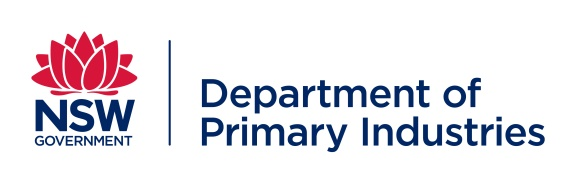 NSW
GOVERNMENT
Department of
Primary Industries